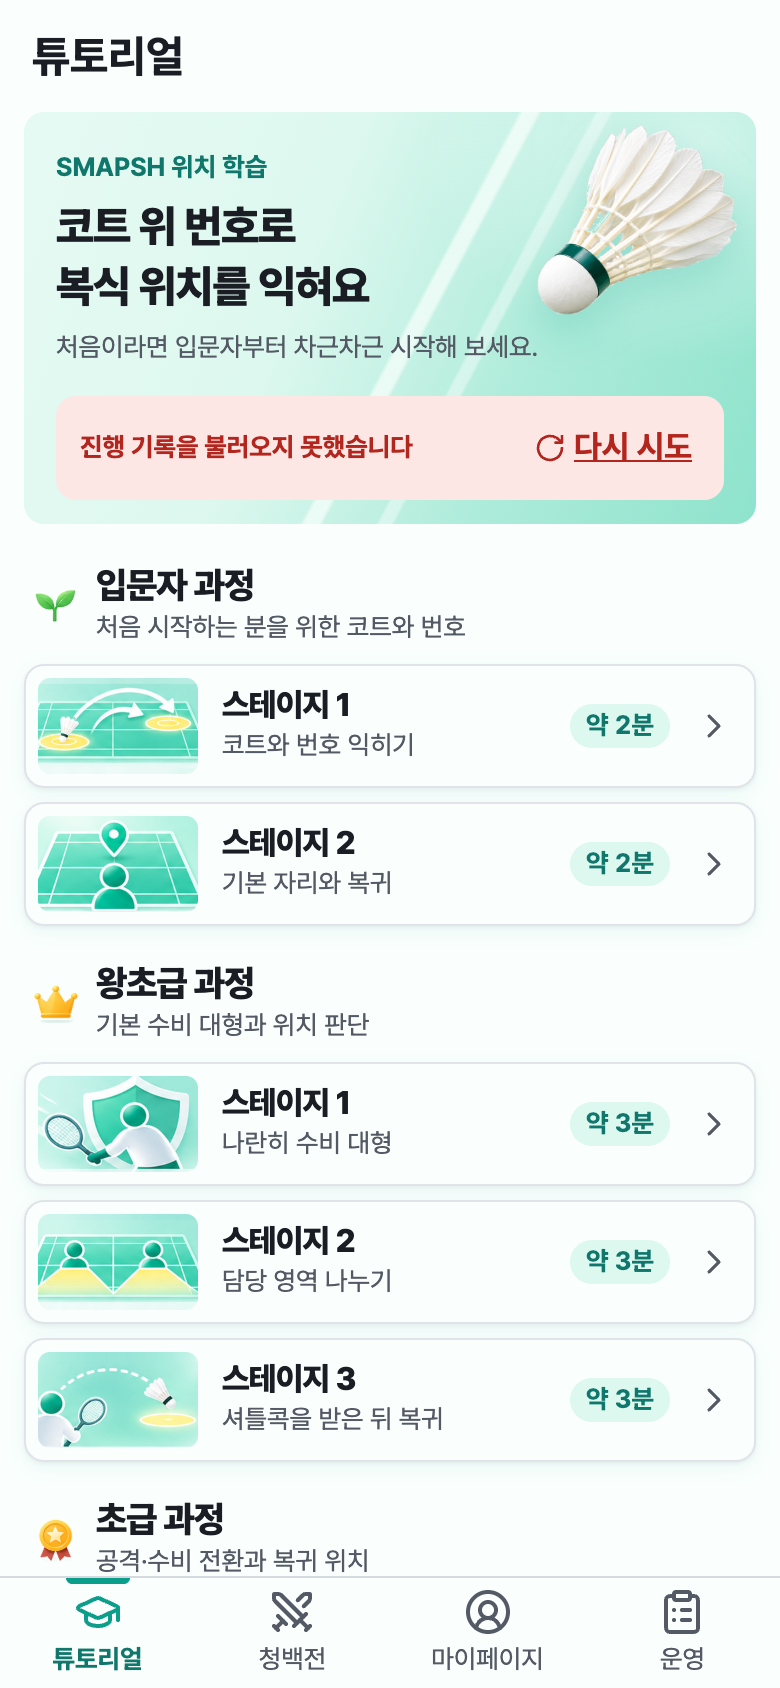 튜토리얼
SMAPSH 위치 학습
코트 위 번호로
복식 위치를 익혀요
처음이라면 입문자부터 차근차근 시작해 보세요.
진행 기록을 불러오지 못했습니다
다시 시도
입문자 과정
처음 시작하는 분을 위한 코트와 번호
스테이지 1
코트와 번호 익히기
약 2분
스테이지 2
기본 자리와 복귀
약 2분
왕초급 과정
기본 수비 대형과 위치 판단
스테이지 1
나란히 수비 대형
약 3분
스테이지 2
담당 영역 나누기
약 3분
스테이지 3
셔틀콕을 받은 뒤 복귀
약 3분
초급 과정
공격·수비 전환과 복귀 위치
튜토리얼
청백전
마이페이지
운영